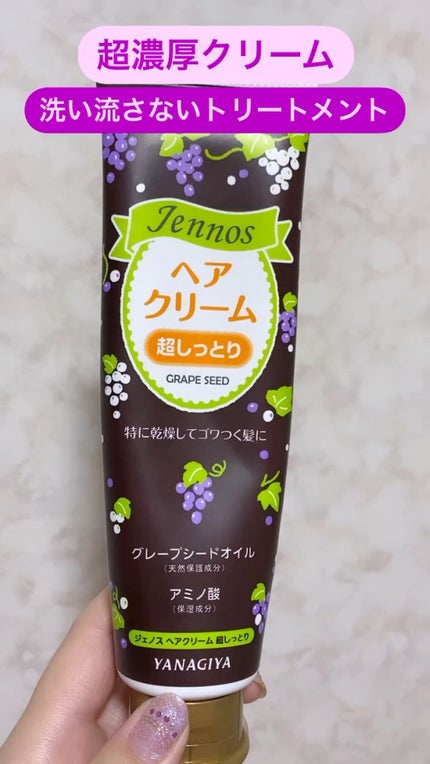 超濃厚クリーム
洗い流さないトリートメント
Jennos
ヘア
クリーム
超しっとり
GRAPE SEED
特に乾燥してゴワつく髪に
グレープシードオイル
(天然保護成分)
アミノ酸
(保湿成分)
ジェノス ヘアクリーム 超しっとり
YANAGIYA